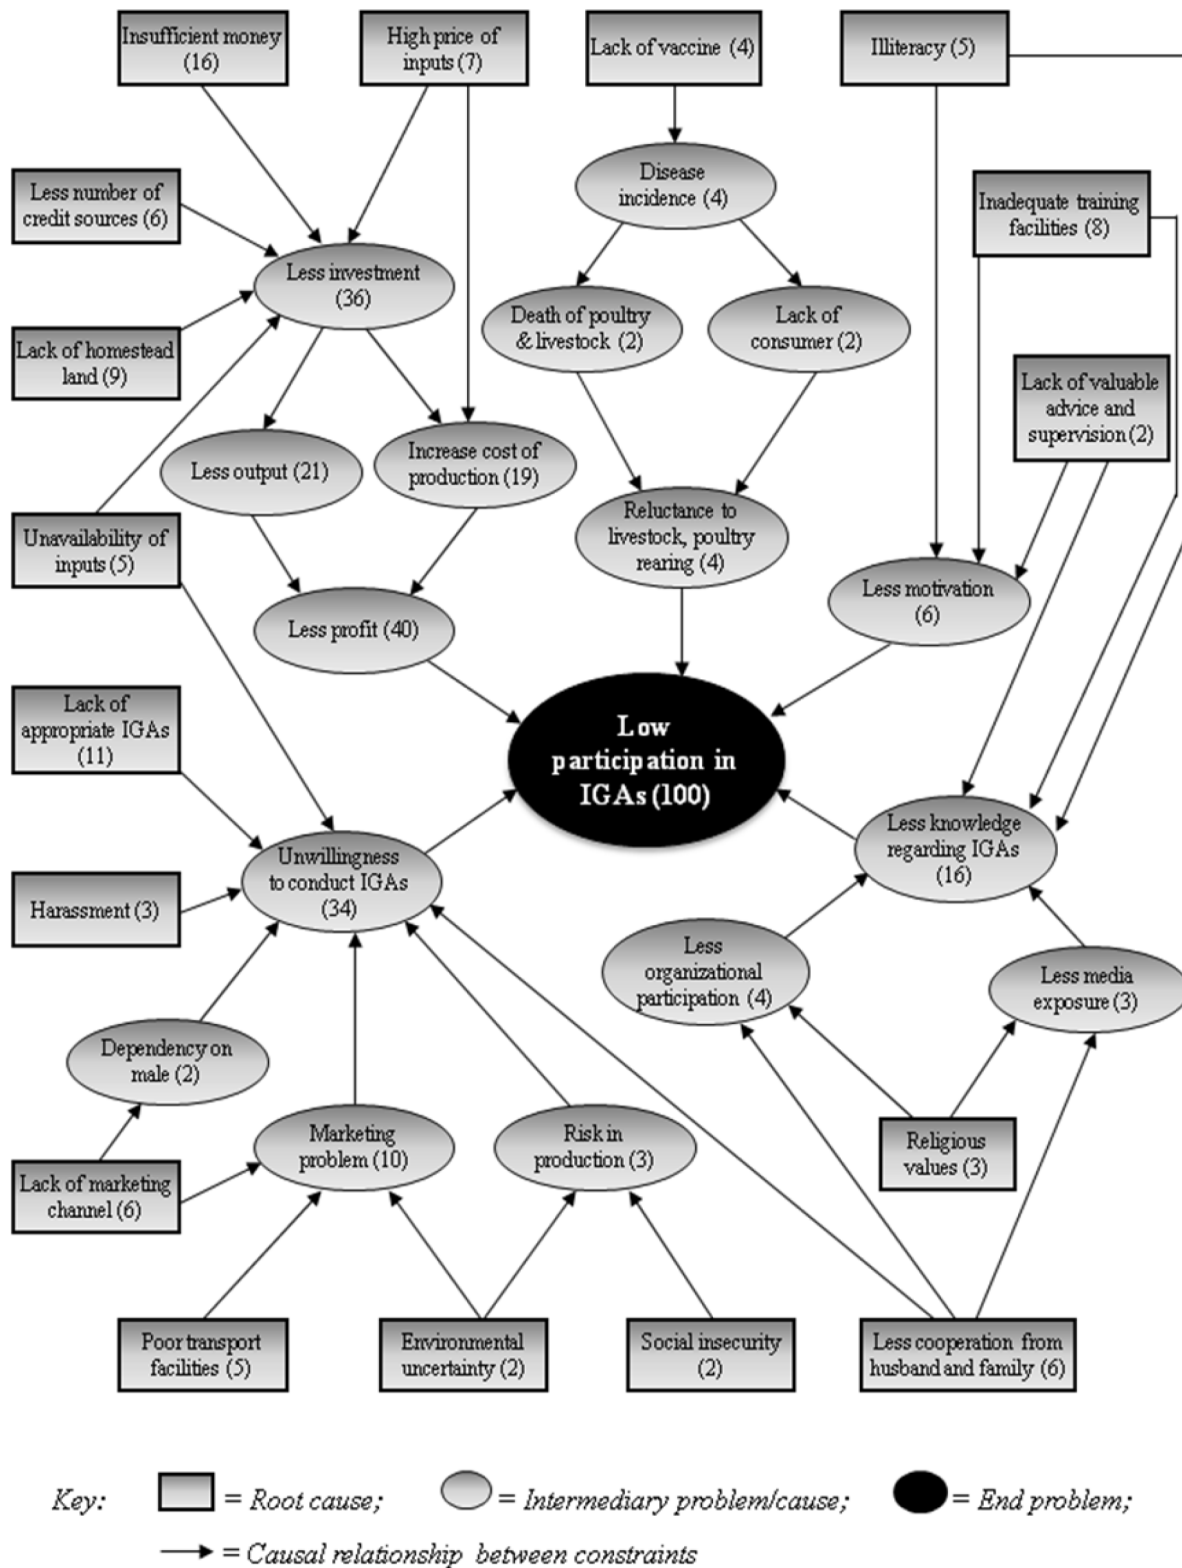 Insufficient money
(16)
High price of
inputs (7)
Lack of vaccine (4)
Illiteracy (5)
Less number of
credit sources (6)
Disease
incidence (4)
Inadequate training
facilities (8)
Less investment
(36)
Death of poultry
& livestock (2)
Lack of
consumer (2)
Lack of homestead
land (9)
Lack of valuable
advice and
supervision (2)
Less output (21)
Increase cost of
production (19)
Reluctance to
livestock, poultry
rearing (4)
Unavailability of
inputs (5)
Less motivation
(6)
Less profit (40)
Lack of
appropriate IGAs
(11)
Low
participation in
IGAs (100)
Unwillingness
to conduct IGAs
(34)
Less knowledge
regarding IGAs
(16)
Harassment (3)
Less
organizational
participation (4)
Less media
exposure (3)
Dependency on
male (2)
Marketing
problem (10)
Risk in
production (3)
Religious
values (3)
Lack of marketing
channel (6)
Poor transport
facilities (5)
Environmental
uncertainty (2)
Social insecurity
(2)
Less cooperation from
husband and family (6)
Key: = Root cause; = Intermediary problem/cause; = End problem;
= Causal relationship between constraints